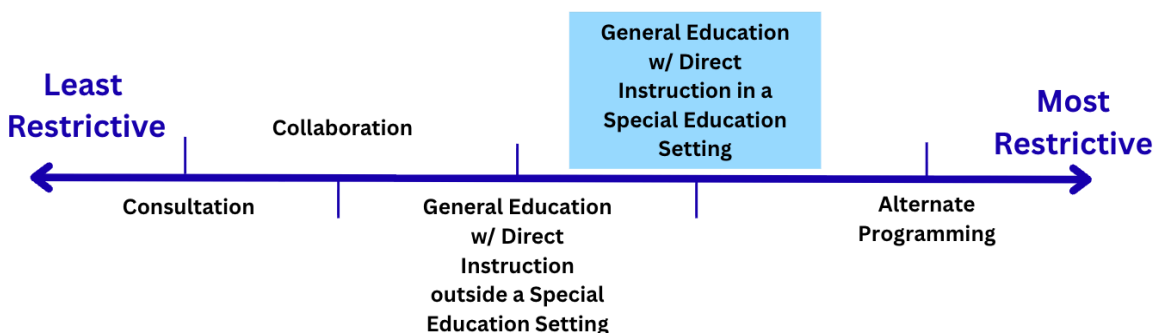 Least
Restrictive
Consultation
Collaboration
General Education
w/ Direct
Instruction
outside a Special
Education Setting
General Education
w/ Direct
Instruction in a
Special Education
Setting
Alternate
Programming
Most
Restrictive